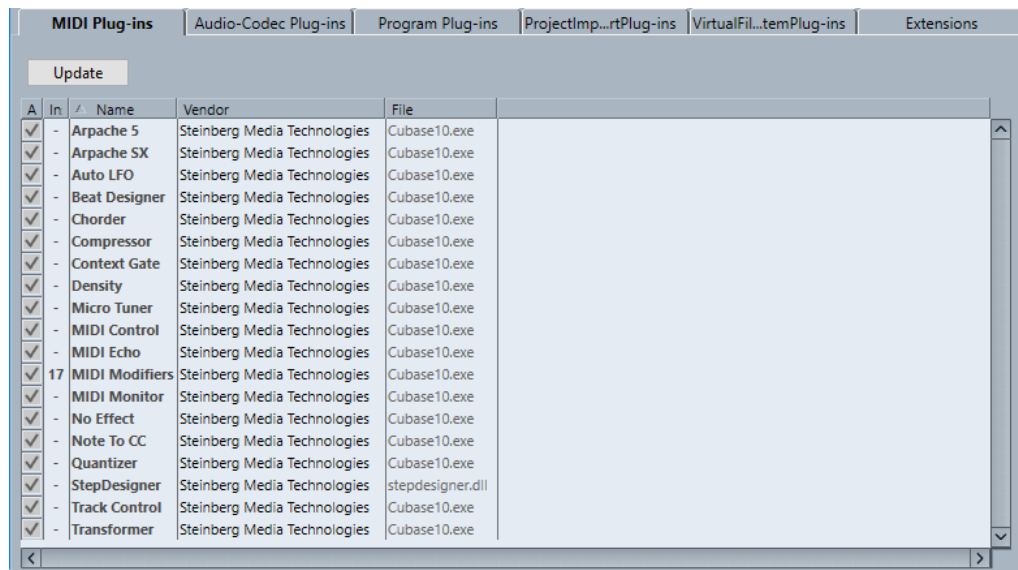 MIDI Plug-ins Audio-Codec Plug-ins Program Plug-ins ProjectImp...rtPlug-ins VirtualFil...temPlug-ins Extensions
Update
A In Name Vendor File
- Arpache 5 Steinberg Media Technologies Cubase10.exe
- Arpache SX Steinberg Media Technologies Cubase10.exe
- Auto LFO Steinberg Media Technologies Cubase10.exe
- Beat Designer Steinberg Media Technologies Cubase10.exe
- Chorder Steinberg Media Technologies Cubase10.exe
- Compressor Steinberg Media Technologies Cubase10.exe
- Context Gate Steinberg Media Technologies Cubase10.exe
- Density Steinberg Media Technologies Cubase10.exe
- Micro Tuner Steinberg Media Technologies Cubase10.exe
- MIDI Control Steinberg Media Technologies Cubase10.exe
- MIDI Echo Steinberg Media Technologies Cubase10.exe
17 MIDI Modifiers Steinberg Media Technologies Cubase10.exe
- MIDI Monitor Steinberg Media Technologies Cubase10.exe
- No Effect Steinberg Media Technologies Cubase10.exe
- Note To CC Steinberg Media Technologies Cubase10.exe
- Quantizer Steinberg Media Technologies Cubase10.exe
- StepDesigner Steinberg Media Technologies stepdesigner.dll
- Track Control Steinberg Media Technologies Cubase10.exe
- Transformer Steinberg Media Technologies Cubase10.exe